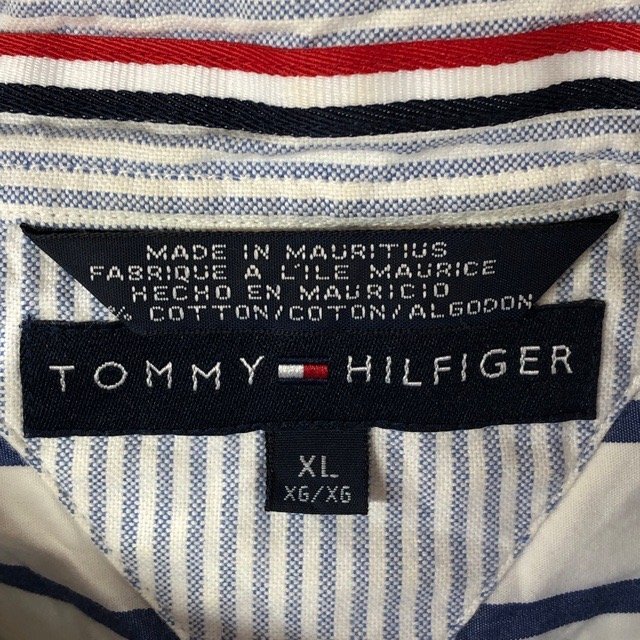 MADE IN MAURITIUS
FABRIQUE A L'ILE MAURICE
HECHO EN MAURICIO
% COTTON/COTON/ALGODON
TOMMY HILFIGER
XL
XG/XG